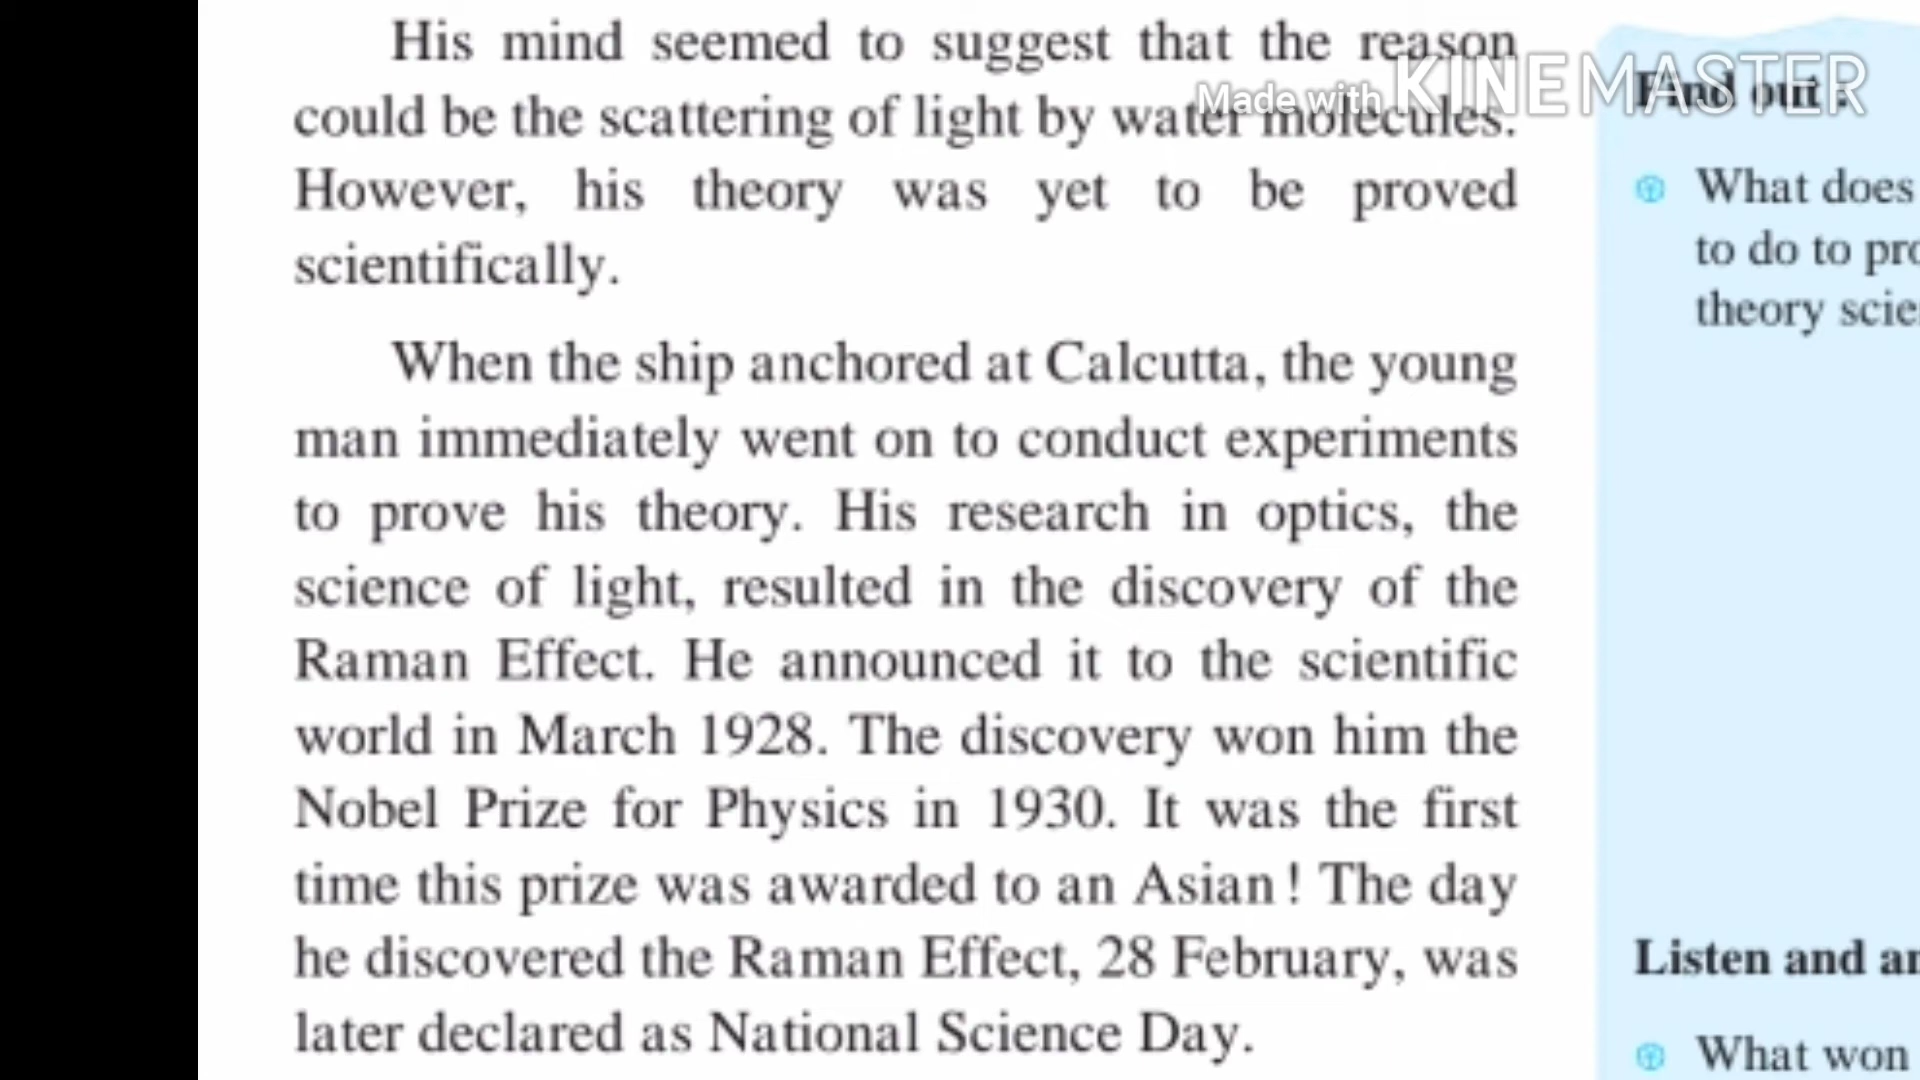 His mind seemed to suggest that the reason
could be the scattering of light by water molecules.
However, his theory was yet to be proved
scientifically.
When the ship anchored at Calcutta, the young
man immediately went on to conduct experiments
to prove his theory. His research in optics, the
science of light, resulted in the discovery of the
Raman Effect. He announced it to the scientific
world in March 1928. The discovery won him the
Nobel Prize for Physics in 1930. It was the first
time this prize was awarded to an Asian! The day
he discovered the Raman Effect, 28 February, was
later declared as National Science Day.
Made with KINEMASTER
Find out :
What does
to do to
theory
Listen and
What won